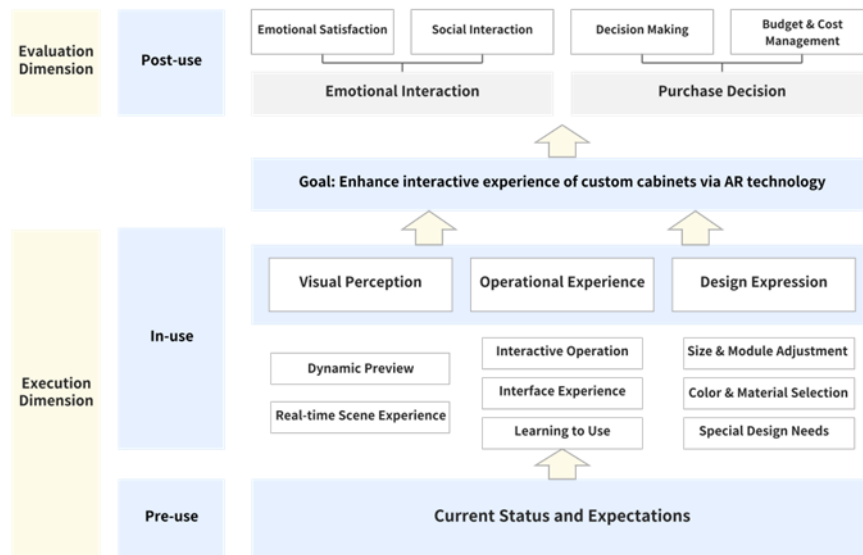 Evaluation
Dimension
Post-use
Emotional Satisfaction
Social Interaction
Decision Making
Budget & Cost
Management
Emotional Interaction
Purchase Decision
Goal: Enhance interactive experience of custom cabinets via AR technology
Execution
Dimension
In-use
Visual Perception
Operational Experience
Design Expression
Dynamic Preview
Real-time Scene Experience
Interactive Operation
Interface Experience
Learning to Use
Size & Module Adjustment
Color & Material Selection
Special Design Needs
Pre-use
Current Status and Expectations